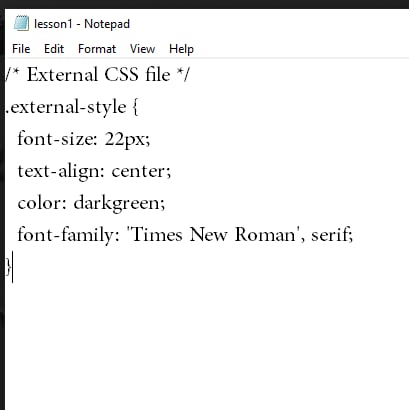 lesson1 - Notepad
File Edit Format View Help
/* External CSS file */
.external-style {
  font-size: 22px;
  text-align: center;
  color: darkgreen;
  font-family: 'Times New Roman', serif;
}